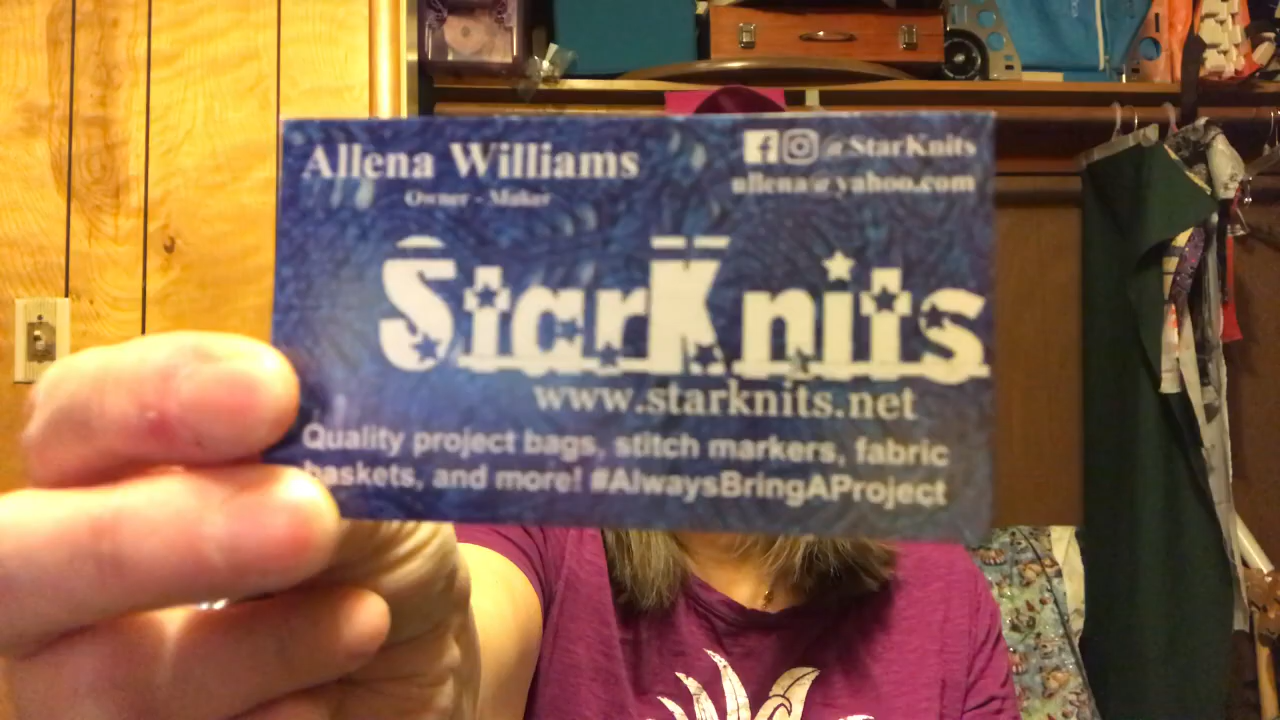 Allena Williams
Owner - Maker
@StarKnits
allena@yahoo.com
StarKnits
www.starknits.net
Quality project bags, stitch markers, fabric
baskets, and more! #AlwaysBringAProject